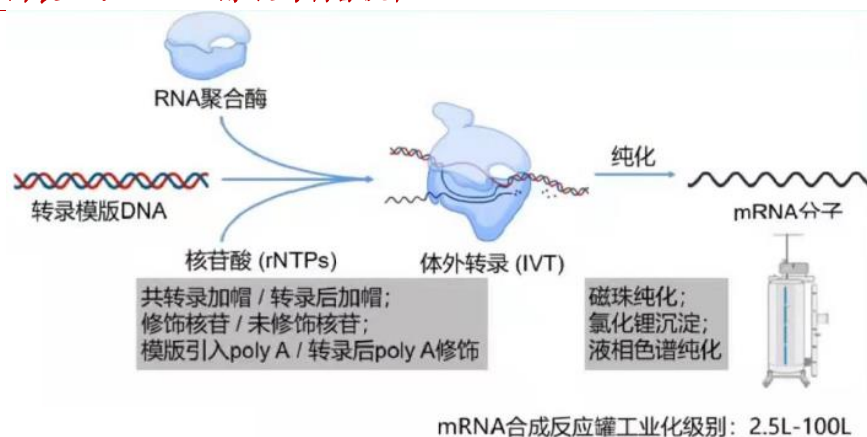 RNA聚合酶
转录模版DNA
核苷酸 (rNTPs)
体外转录 (IVT)
纯化
mRNA分子
共转录加帽 / 转录后加帽;
修饰核苷 / 未修饰核苷;
模版引入poly A / 转录后poly A修饰
磁珠纯化;
氯化锂沉淀;
液相色谱纯化
mRNA合成反应罐工业化级别：2.5L-100L